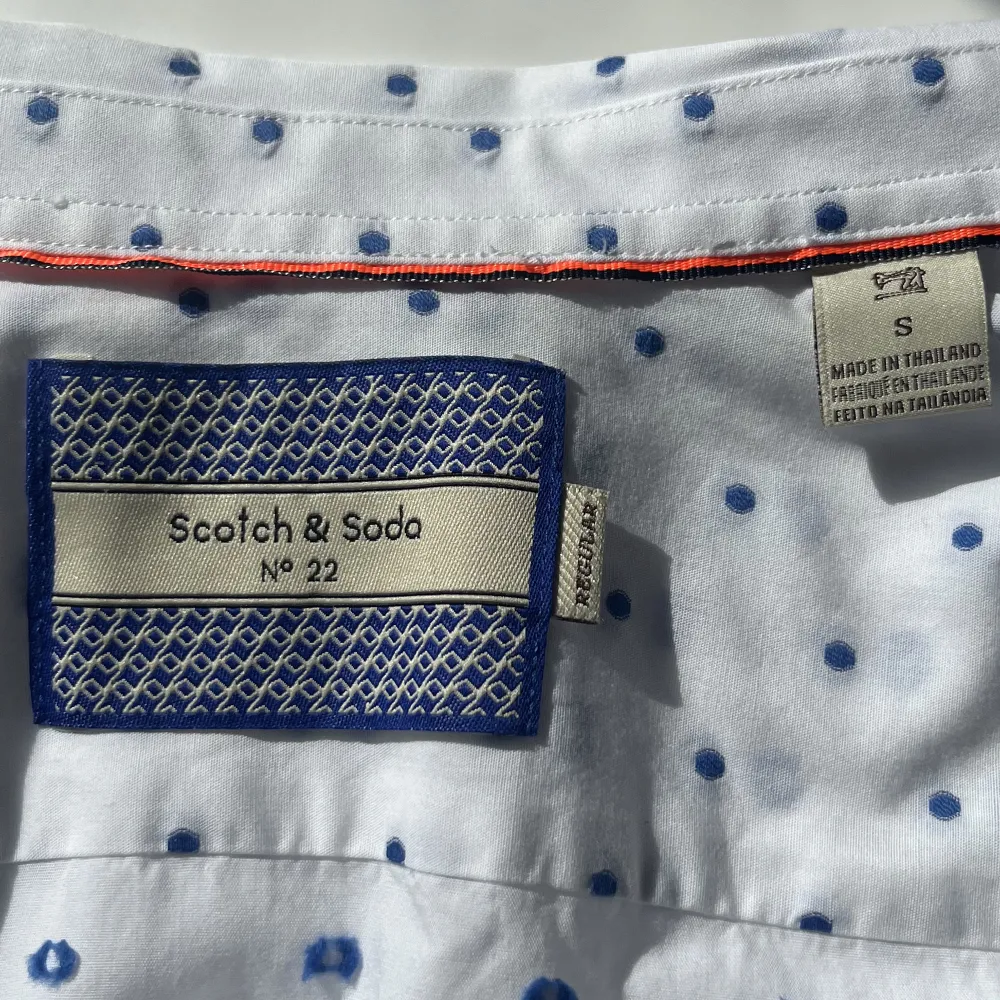 Scotch & Soda
Nº 22
REGULAR
S
MADE IN THAILAND
FABRIQUÉ EN THAILANDE
FEITO NA TAILÂNDIA